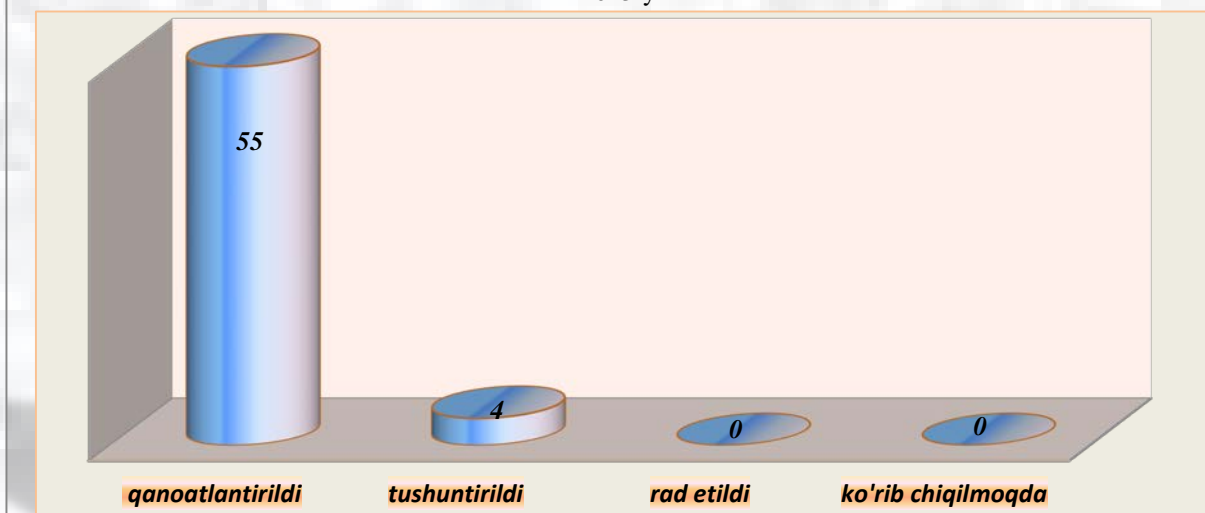 55
4
0
0
qanoatlantirildi
tushuntirildi
rad etildi
ko'rib chiqilmoqda